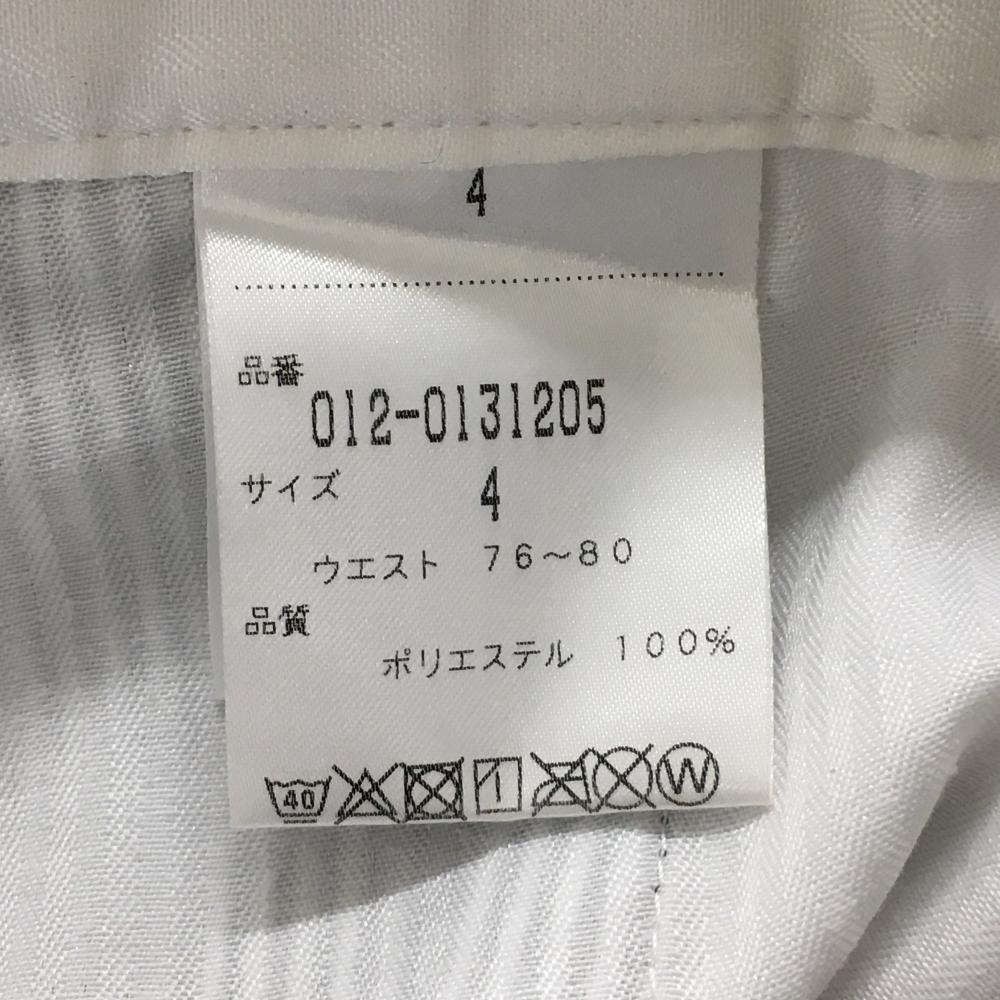 4
品番
012-0131205
サイズ 4
ウエスト 76～80
品質
ポリエステル 100%
40 W